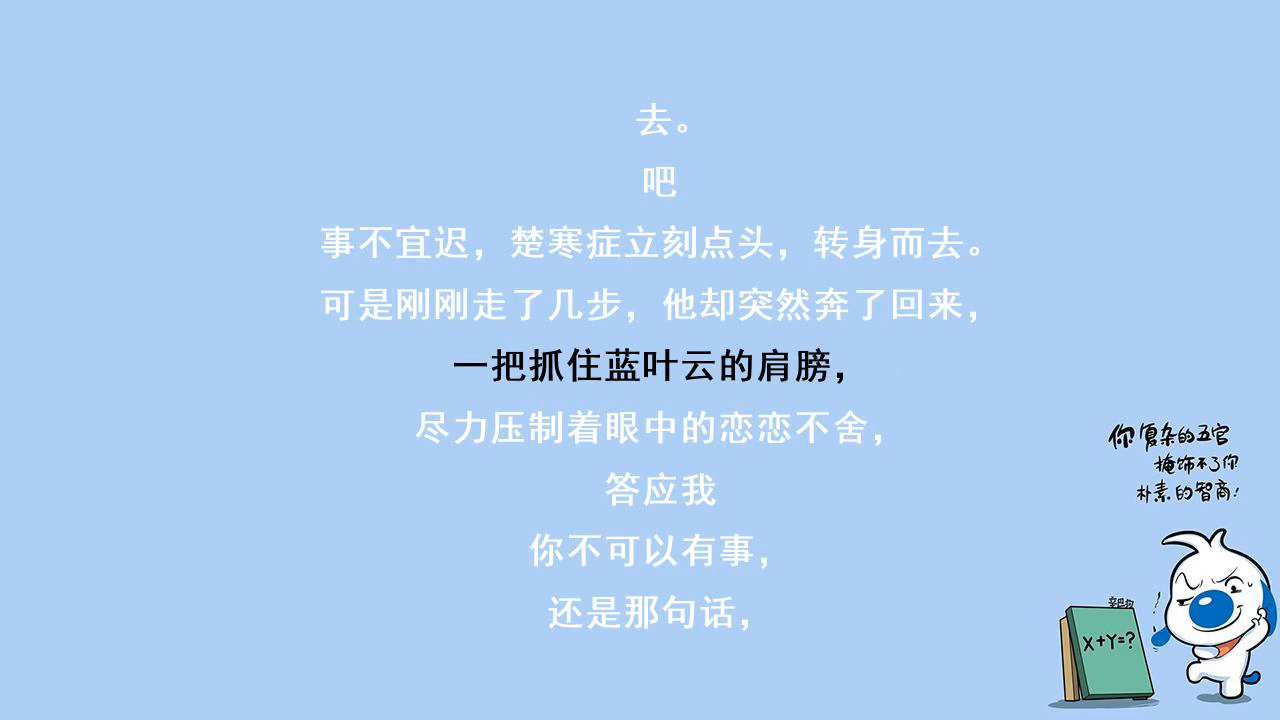 去。
吧
事不宜迟，楚寒症立刻点头，转身而去。
可是刚刚走了几步，他却突然奔了回来，
一把抓住蓝叶云的肩膀，
尽力压制着眼中的恋恋不舍，
答应我
你不可以有事，
还是那句话，
你复杂的五官
掩饰不了你
朴素的智商！
X+Y=?